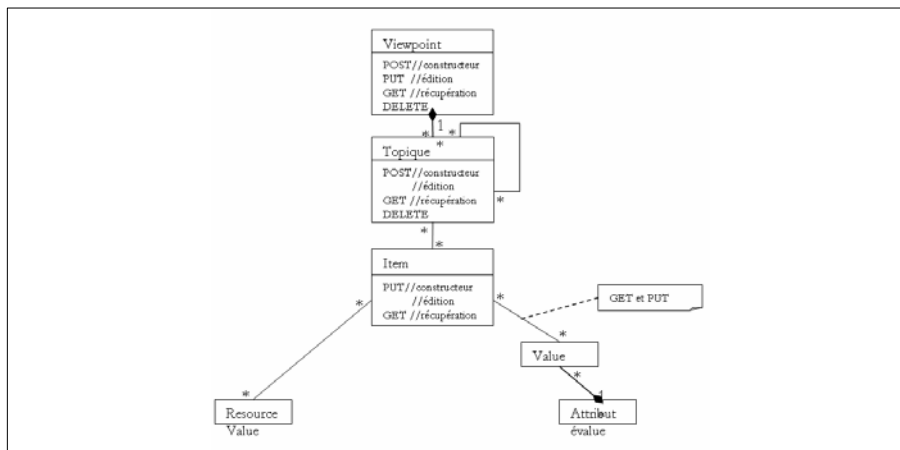 Viewpoint
POST//constructeur
PUT //édition
GET //récupération
DELETE
1
* *
*
Topique
POST//constructeur
//édition
GET //récupération
DELETE
*
*
*
Item
PUT//constructeur
//édition
GET //récupération
*
*
GET et PUT
*
Value
*
*
1
Resource
Value
Attribut
évalue